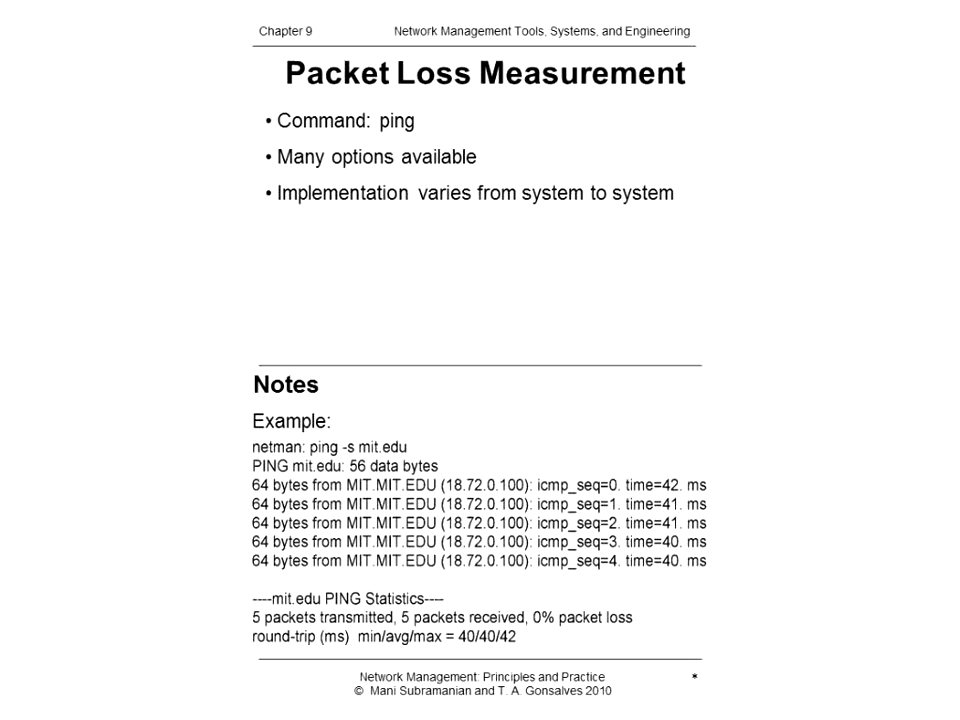 Chapter 9 Network Management Tools, Systems, and Engineering
Packet Loss Measurement
• Command: ping
• Many options available
• Implementation varies from system to system
Notes
Example:
netman: ping -s mit.edu
PING mit.edu: 56 data bytes
64 bytes from MIT.MIT.EDU (18.72.0.100): icmp_seq=0. time=42. ms
64 bytes from MIT.MIT.EDU (18.72.0.100): icmp_seq=1. time=41. ms
64 bytes from MIT.MIT.EDU (18.72.0.100): icmp_seq=2. time=41. ms
64 bytes from MIT.MIT.EDU (18.72.0.100): icmp_seq=3. time=40. ms
64 bytes from MIT.MIT.EDU (18.72.0.100): icmp_seq=4. time=40. ms
----mit.edu PING Statistics----
5 packets transmitted, 5 packets received, 0% packet loss
round-trip (ms) min/avg/max = 40/40/42
Network Management: Principles and Practice *
© Mani Subramanian and T. A. Gonsalves 2010